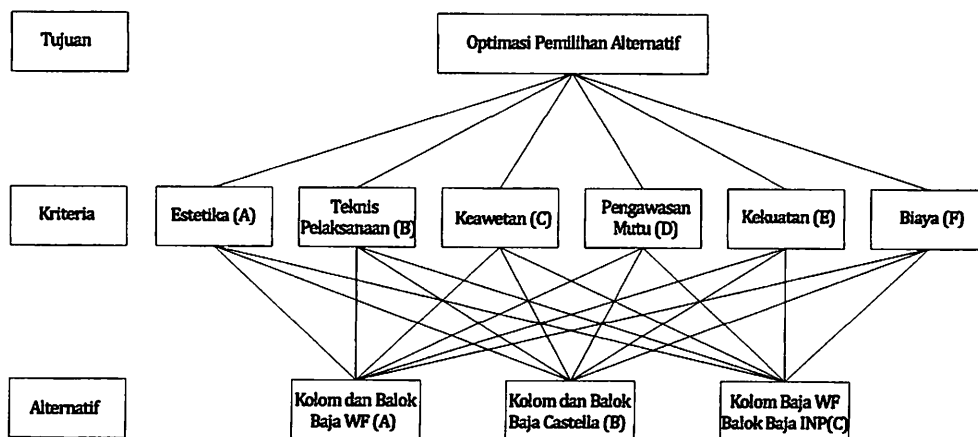 Tujuan
Optimasi Pemilihan Alternatif
Kriteria
Estetika (A)
Teknis
Pelaksanaan (B)
Keawetan (C)
Pengawasan
Mutu (D)
Kekuatan (E)
Biaya (F)
Alternatif
Kolom dan Balok
Baja WF (A)
Kolom dan Balok
Baja Castella (B)
Kolom Baja WF
Balok Baja INP(C)